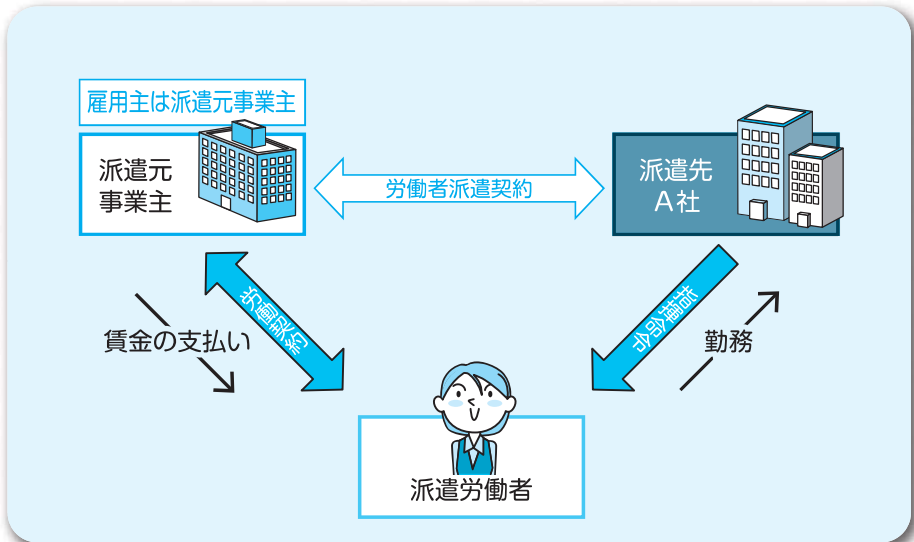 雇用主は派遣元事業主
派遣元
事業主
労働者派遣契約
派遣先
A社
労働契約
指揮命令
賃金の支払い
勤務
派遣労働者